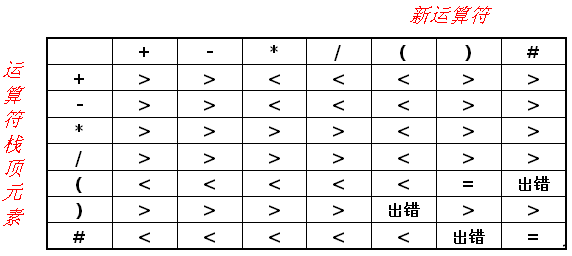 新运算符
+ - * / ( ) #
运算符栈顶元素
+ > > < < < > >
- > > < < < > >
* > > > > < > >
/ > > > > < > >
( < < < < < = 出错
) > > > > 出错 > >
# < < < < < 出错 =